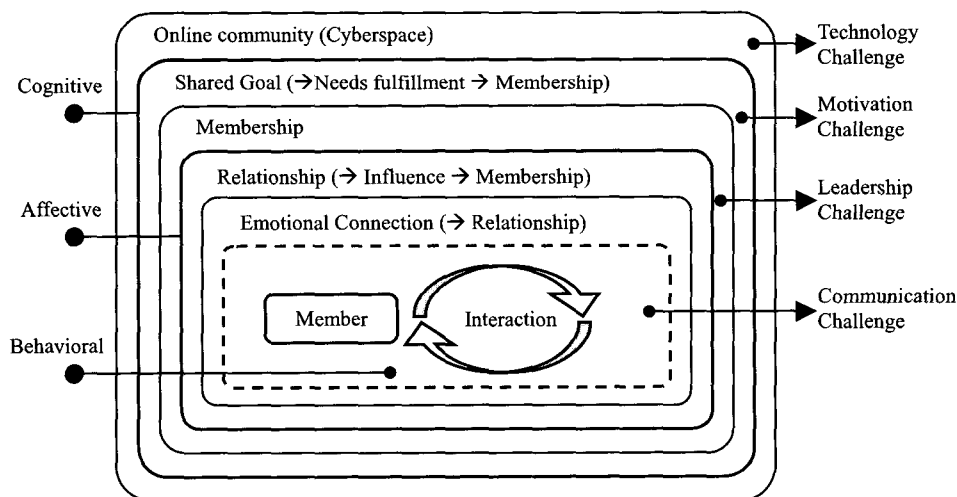 Online community (Cyberspace)
Technology
Challenge
Cognitive
Shared Goal (→Needs fulfillment → Membership)
Motivation
Challenge
Membership
Relationship (→ Influence → Membership)
Leadership
Challenge
Affective
Emotional Connection (→ Relationship)
Member
Interaction
Communication
Challenge
Behavioral